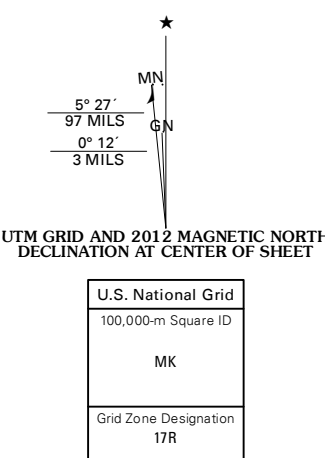 MN
5° 27´
97 MILS
GN
0° 12´
3 MILS
UTM GRID AND 2012 MAGNETIC NORTH
DECLINATION AT CENTER OF SHEET
U.S. National Grid
100,000-m Square ID
MK
Grid Zone Designation
17R